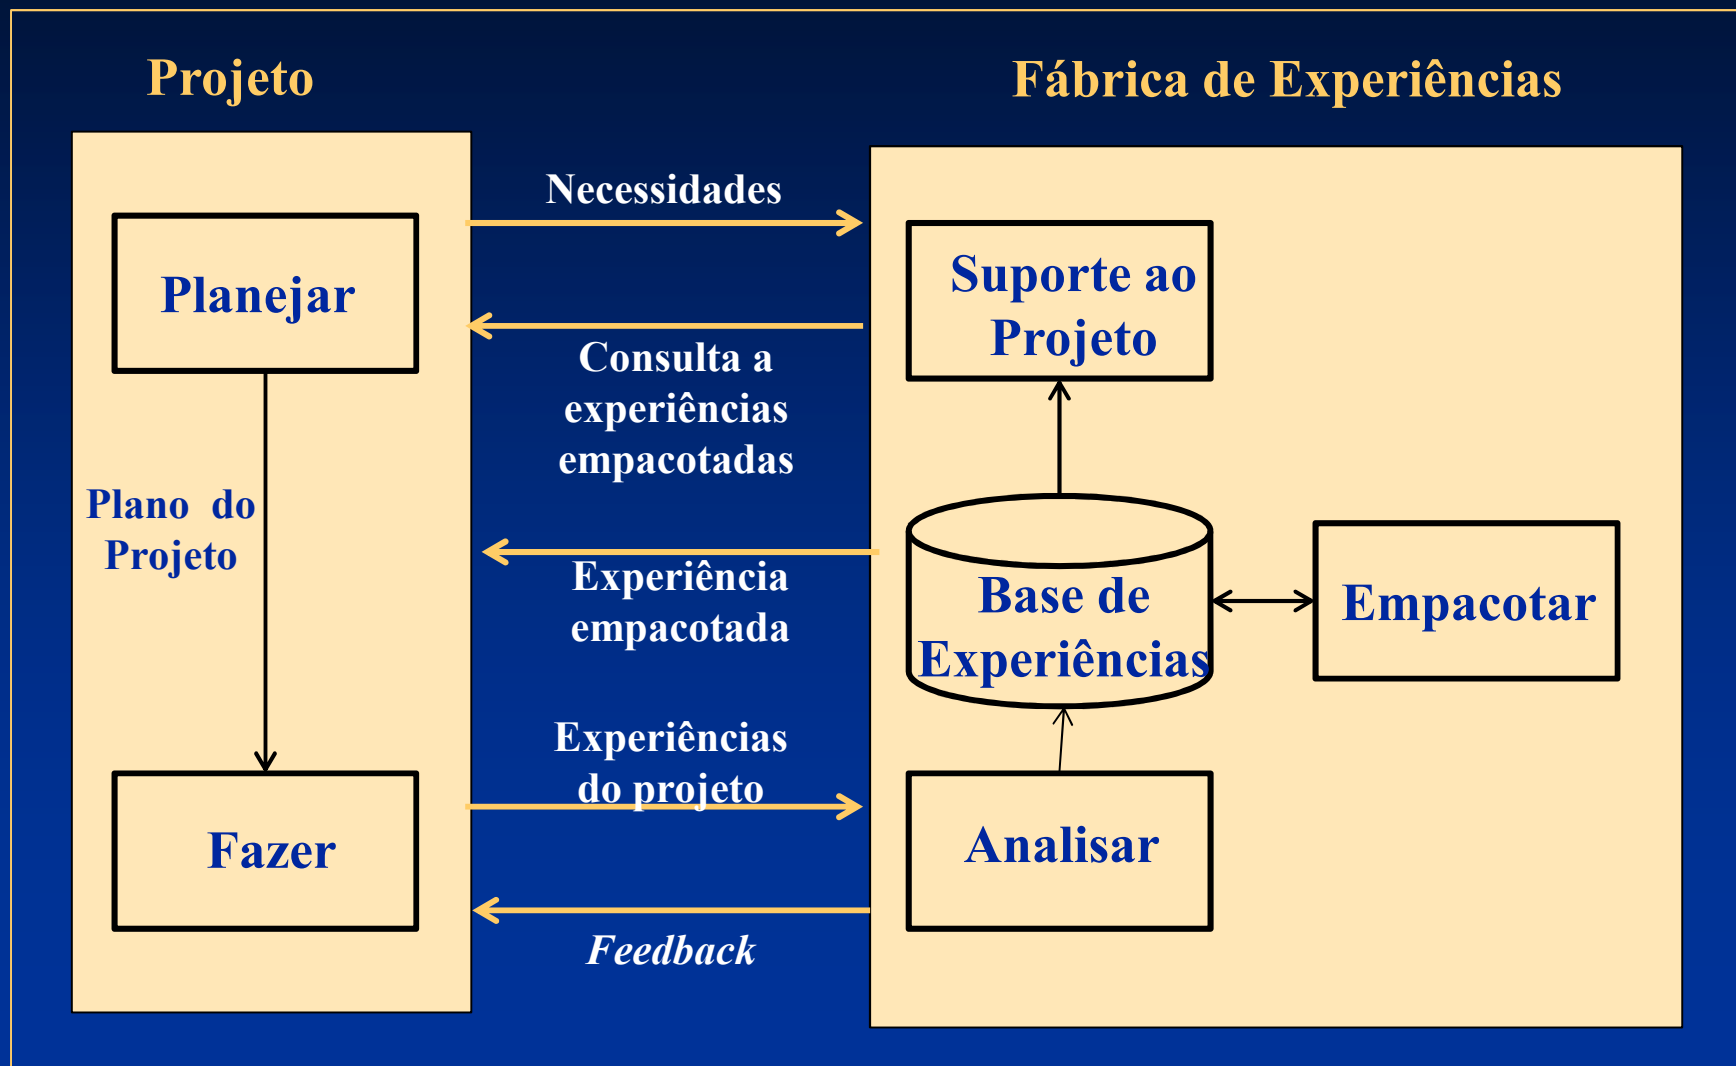 Projeto
Fábrica de Experiências
Necessidades
Planejar
Suporte ao
Projeto
Consulta a
experiências
empacotadas
Plano do
Projeto
Experiência
empacotada
Base de
Experiências
Empacotar
Experiências
do projeto
Fazer
Analisar
Feedback